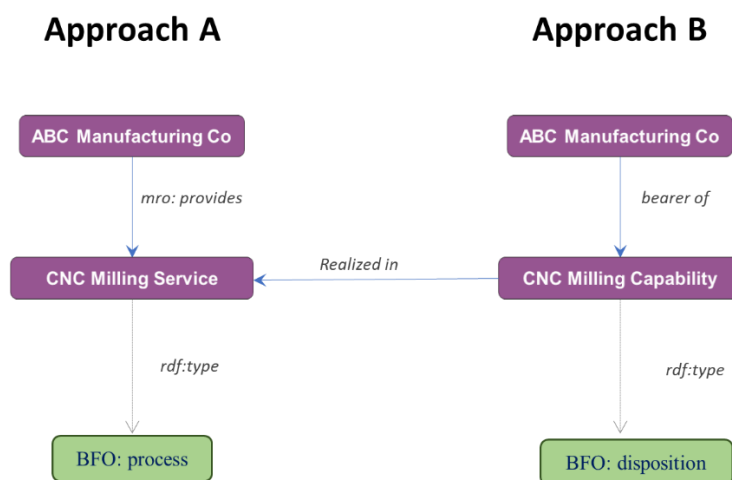 Approach A
Approach B
ABC Manufacturing Co
ABC Manufacturing Co
mro: provides
bearer of
CNC Milling Service
Realized in
CNC Milling Capability
rdf:type
rdf:type
BFO: process
BFO: disposition